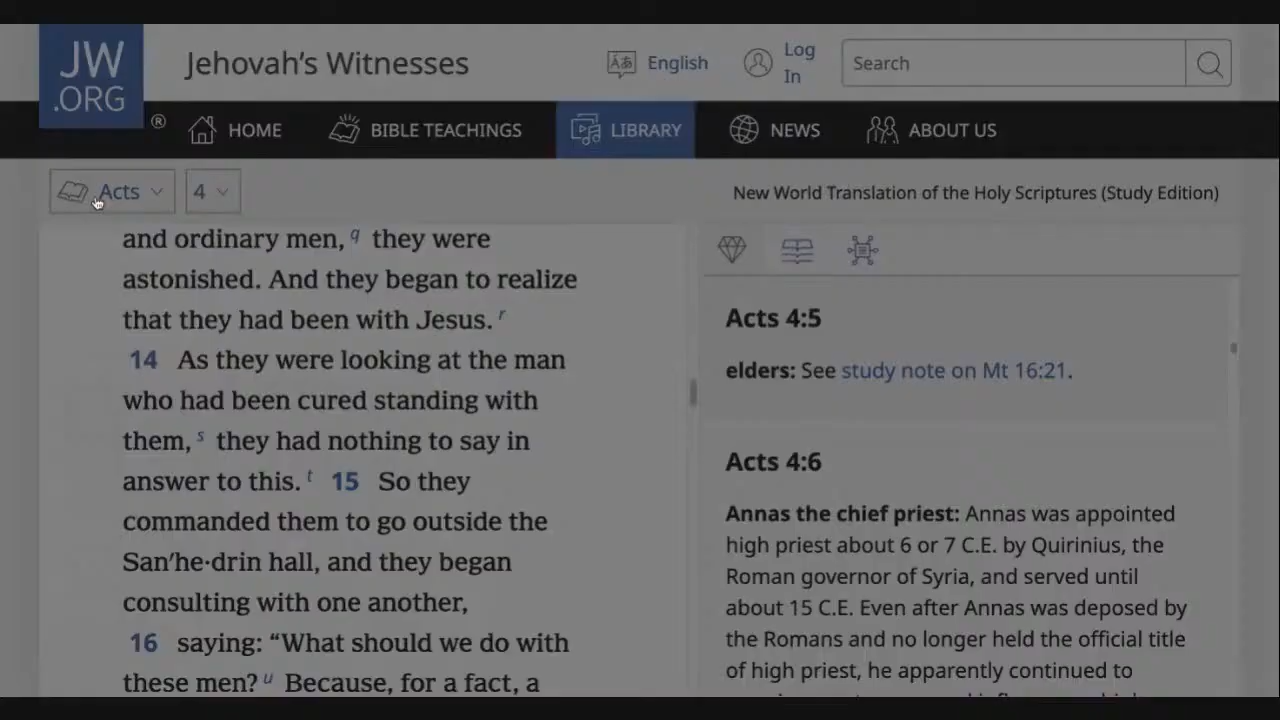 JW
.ORG
®
Jehovah's Witnesses
English
Log
In
Search
HOME
BIBLE TEACHINGS
LIBRARY
NEWS
ABOUT US
Acts
4
New World Translation of the Holy Scriptures (Study Edition)
and ordinary men, q they were
astonished. And they began to realize
that they had been with Jesus. r
14 As they were looking at the man
who had been cured standing with
them, s they had nothing to say in
answer to this. t 15 So they
commanded them to go outside the
Sanʹhe·drin hall, and they began
consulting with one another,
16 saying: “What should we do with
these men? u Because, for a fact, a
Acts 4:5
elders: See study note on Mt 16:21.
Acts 4:6
Annas the chief priest: Annas was appointed
high priest about 6 or 7 C.E. by Quirinius, the
Roman governor of Syria, and served until
about 15 C.E. Even after Annas was deposed by
the Romans and no longer held the official title
of high priest, he apparently continued to